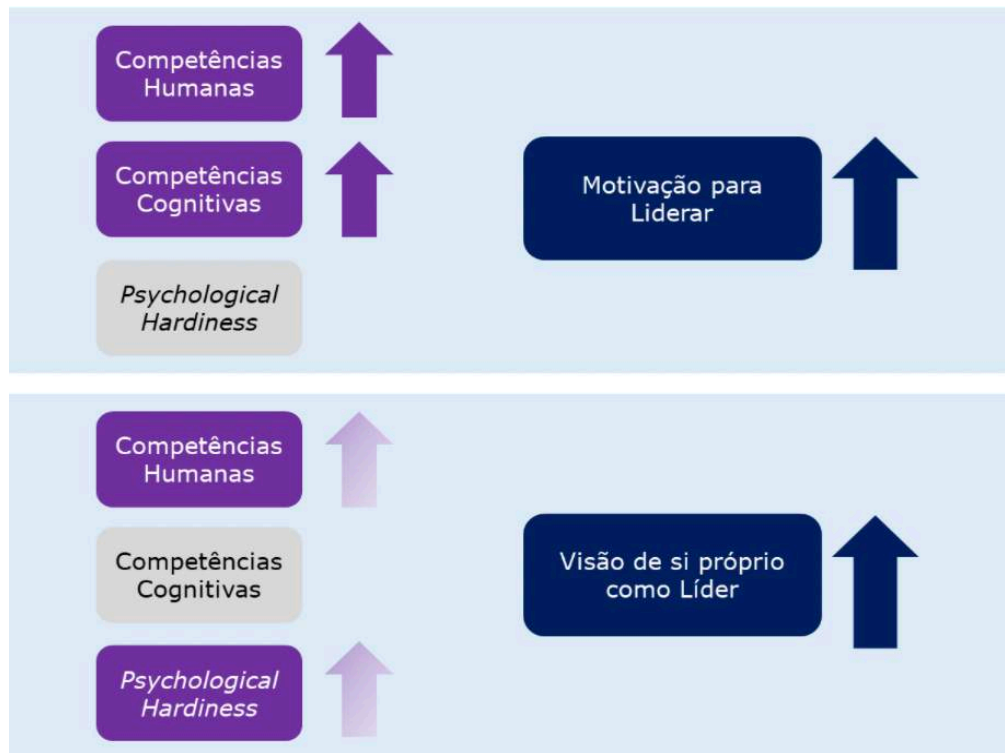 Competências
Humanas
Competências
Cognitivas
Psychological
Hardiness
Motivação para
Liderar
Competências
Humanas
Competências
Cognitivas
Psychological
Hardiness
Visão de si próprio
como Líder